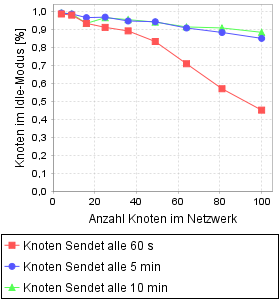 Knoten im Idle-Modus [%]
1,0
0,9
0,8
0,7
0,6
0,5
0,4
0,3
0,2
0,1
0,0
0 20 40 60 80 100
Anzahl Knoten im Netzwerk
Knoten Sendet alle 60 s
Knoten Sendet alle 5 min
Knoten Sendet alle 10 min